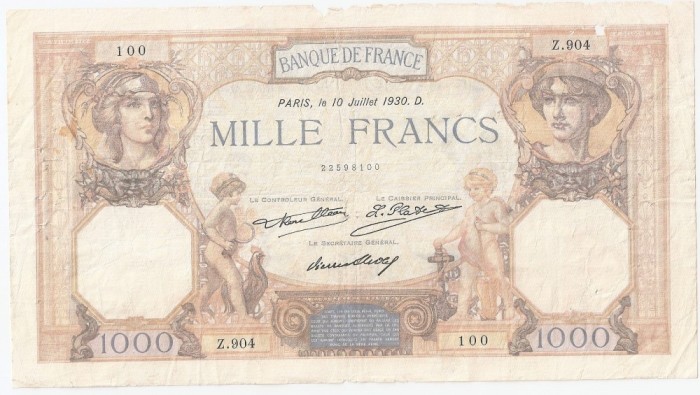 100
Z.904
BANQUE DE FRANCE
PARIS, le 10 Juillet 1930. D.
MILLE FRANCS
22598100
LE CONTRÔLEUR GÉNÉRAL.
LE CAISSIER PRINCIPAL.
LE SECRÉTAIRE GÉNÉRAL.
Z.904
100
1000
1000